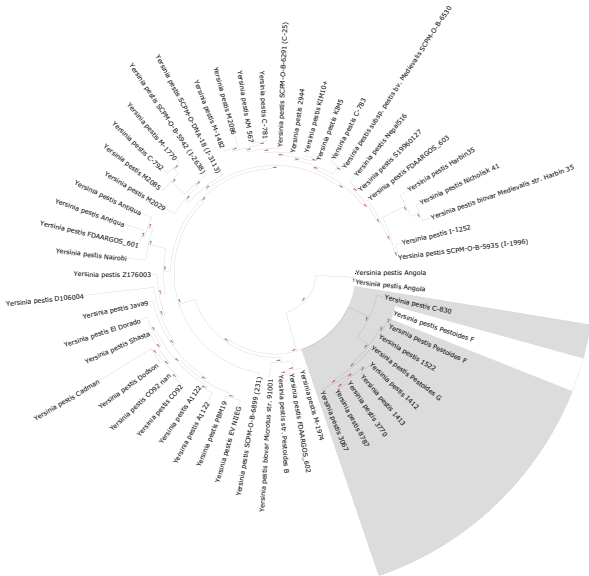 Yersinia pestis SCPM-O-B-6291 (C-25)
Yersinia pestis 2944
Yersinia pestis KIM10+
Yersinia pestis KIM5
Yersinia pestis C-783
Yersinia pestis subsp. pestis bv. Medievalis SCPM-O-B-6530
Yersinia pestis Nepal516
Yersinia pestis S19960127
Yersinia pestis FDAARGOS_603
Yersinia pestis Harbin35
Yersinia pestis Nicholisk 41
Yersinia pestis biovar Medievalis str. Harbin 35
Yersinia pestis I-1252
Yersinia pestis SCPM-O-B-5935 (I-1996)
Yersinia pestis Angola
Yersinia pestis Angola
Yersinia pestis C-830
Yersinia pestis Pestoides F
Yersinia pestis Pestoides F
Yersinia pestis 1522
Yersinia pestis Pestoides G
Yersinia pestis 1412
Yersinia pestis 1413
Yersinia pestis 3770
Yersinia pestis 8787
Yersinia pestis 3067
Yersinia pestis M-1974
Yersinia pestis FDAARGOS_602
Yersinia pestis str. Pestoides B
Yersinia pestis biovar Microtus str. 91001
Yersinia pestis SCPM-O-B-6899 (231)
Yersinia pestis EV NIIEG
Yersinia pestis PBM19
Yersinia pestis A1122
Yersinia pestis A1122
Yersinia pestis CO92
Yersinia pestis CO92 nan
Yersinia pestis Dodson
Yersinia pestis Cadman
Yersinia pestis Shasta
Yersinia pestis El Dorado
Yersinia pestis Java9
Yersinia pestis D106004
Yersinia pestis Z176003
Yersinia pestis Nairobi
Yersinia pestis FDAARGOS_601
Yersinia pestis Antiqua
Yersinia pestis Antiqua
Yersinia pestis M2029
Yersinia pestis M2085
Yersinia pestis C-792
Yersinia pestis M-1770
Yersinia pestis SCPM-O-B-5942 (I-2638)
Yersinia pestis SCPM-O-DNA-18 (I-3113)
Yersinia pestis M-1482
Yersinia pestis M2086
Yersinia pestis KM 567
Yersinia pestis C-781